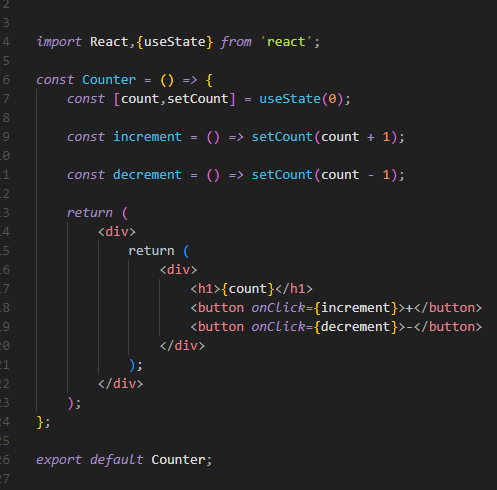 2
3
4 import React,{useState} from 'react';
5
6 const Counter = () => {
7 const [count,setCount] = useState(0);
8
9 const increment = () => setCount(count + 1);
10
11 const decrement = () => setCount(count - 1);
12
13 return (
14 <div>
15 return (
16 <div>
17 <h1>{count}</h1>
18 <button onClick={increment}>+</button>
19 <button onClick={decrement}>-</button>
20 </div>
21 );
22 </div>
23 );
24 };
25
26 export default Counter;
27